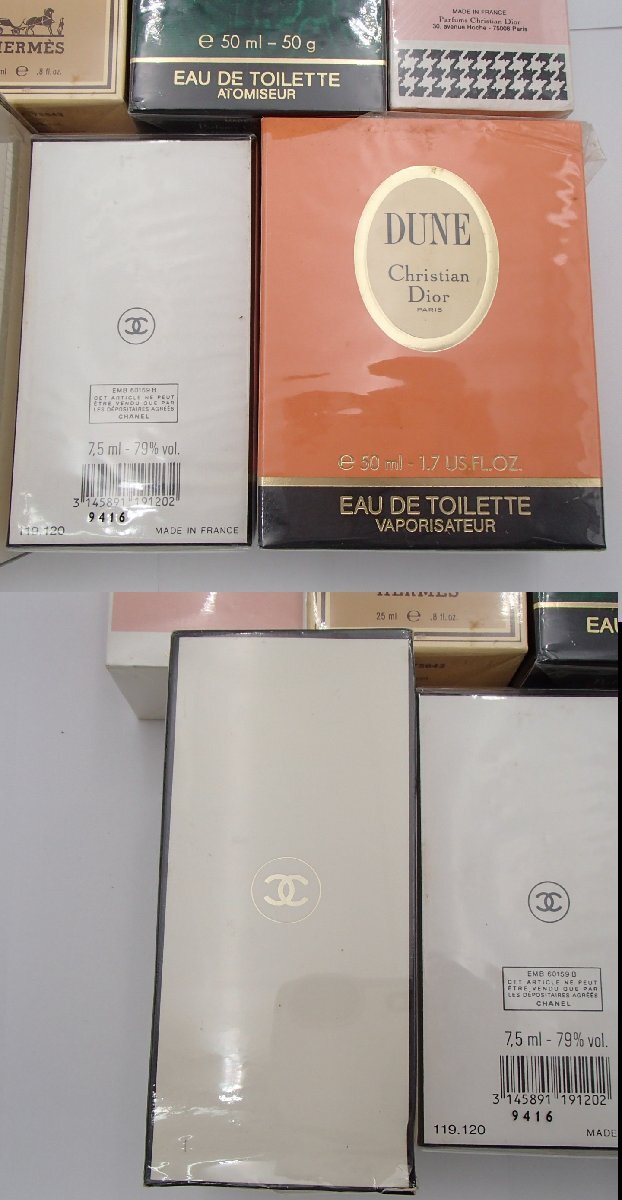 HERMÈS
ml e .8 fl.oz.
e 50 ml - 50 g
EAU DE TOILETTE
ATOMISEUR
MADE IN FRANCE
Parfums Christian Dior
30, avenue Hoche - 75008 Paris
DUNE
Christian
Dior
PARIS
e 50 ml - 1.7 US.FL.OZ.
EAU DE TOILETTE
VAPORISATEUR
EMB 60159 B
CET ARTICLE NE PEUT
ÊTRE VENDU QUE PAR
LES DÉPOSITAIRES AGRÉÉS
CHANEL
7,5 ml - 79% vol.
3 145891 191202
9416
119.120 MADE IN FRANCE
HERMÈS
25 ml e .8 fl.oz.
EAU
EMB 60159 B
CET ARTICLE NE PEUT
ÊTRE VENDU QUE PAR
LES DÉPOSITAIRES AGRÉÉS
CHANEL
7,5 ml - 79% vol.
3 145891 191202
9416
119.120 MADE